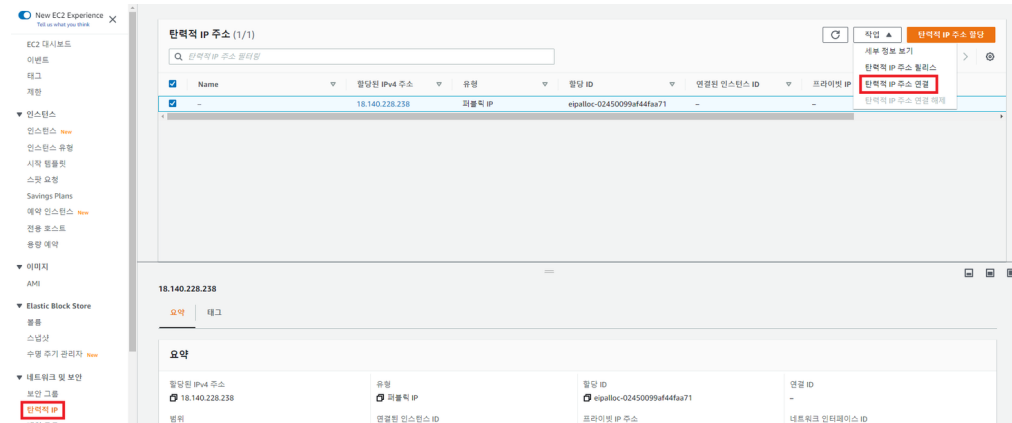 New EC2 Experience
Tell us what you think
EC2 대시보드
이벤트
태그
제한
인스턴스
인스턴스 New
인스턴스 유형
시작 템플릿
스팟 요청
Savings Plans
예약 인스턴스 New
전용 호스트
용량 예약
이미지
AMI
Elastic Block Store
볼륨
스냅샷
수명 주기 관리자 New
네트워크 및 보안
보안 그룹
탄력적 IP
탄력적 IP 주소 (1/1)
작업
탄력적 IP 주소 할당
탄력적 IP 주소 필터링
세부 정보 보기
탄력적 IP 주소 릴리스
탄력적 IP 주소 연결
탄력적 IP 주소 연결 해제
Name 할당된 IPv4 주소 유형 할당 ID 연결된 인스턴스 ID 프라이빗 IP
– 18.140.228.238 퍼블릭 IP eipalloc-02450099af44faa71 – –
18.140.228.238
요약 태그
요약
할당된 IPv4 주소 유형 할당 ID 연결 ID
18.140.228.238 퍼블릭 IP eipalloc-02450099af44faa71 –
범위 연결된 인스턴스 ID 프라이빗 IP 주소 네트워크 인터페이스 ID